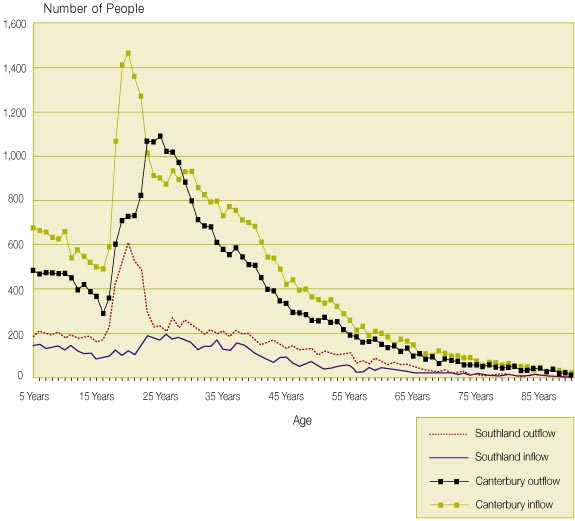 Number of People
1,600
1,400
1,200
1,000
800
600
400
200
0
5 Years 15 Years 25 Years 35 Years 45 Years 55 Years 65 Years 75 Years 85 Years
Age
Southland outflow
Southland inflow
Canterbury outflow
Canterbury inflow